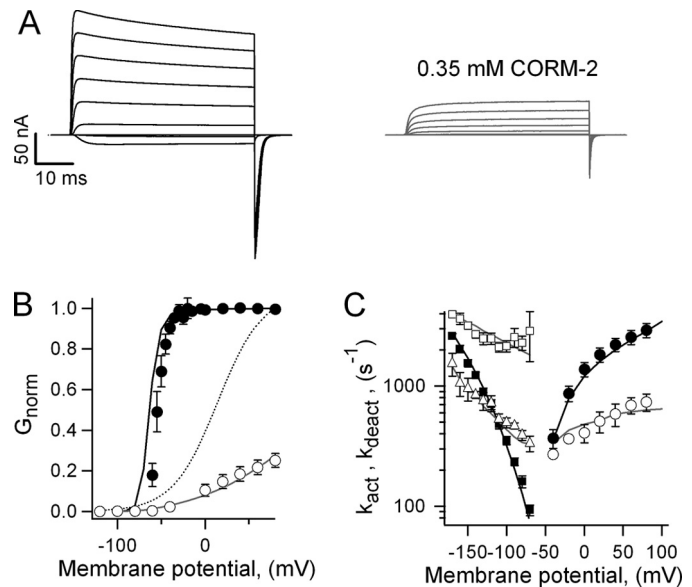 A
0.35 mM CORM-2
50 nA
10 ms
B
C
1.0
0.8
0.6
0.4
0.2
0.0
Gnorm
-100
0
Membrane potential, (mV)
1000
100
kact , kdeact , (s-1)
-150 -100 -50 -50 0 50 100
Membrane potential, (mV)